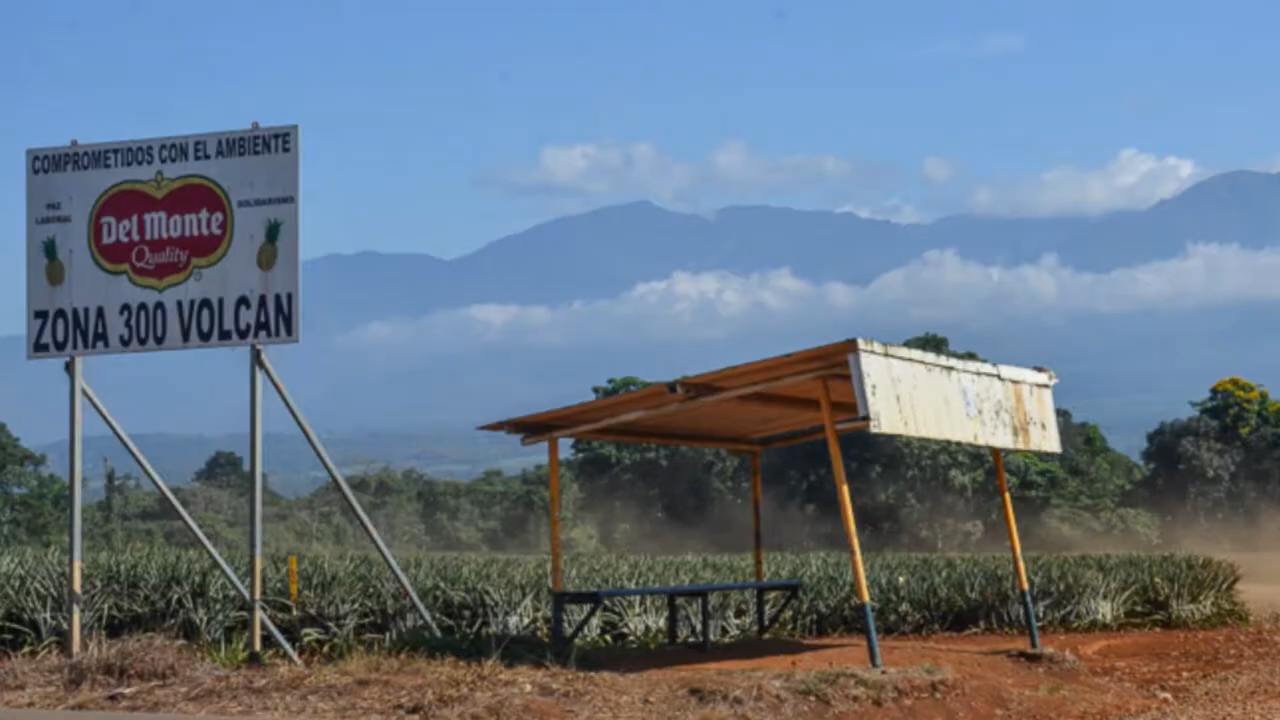 COMPROMETIDOS CON EL AMBIENTE
PAZ
LABORAL
SOLIDARISMO
Del Monte
Quality
ZONA 300 VOLCAN